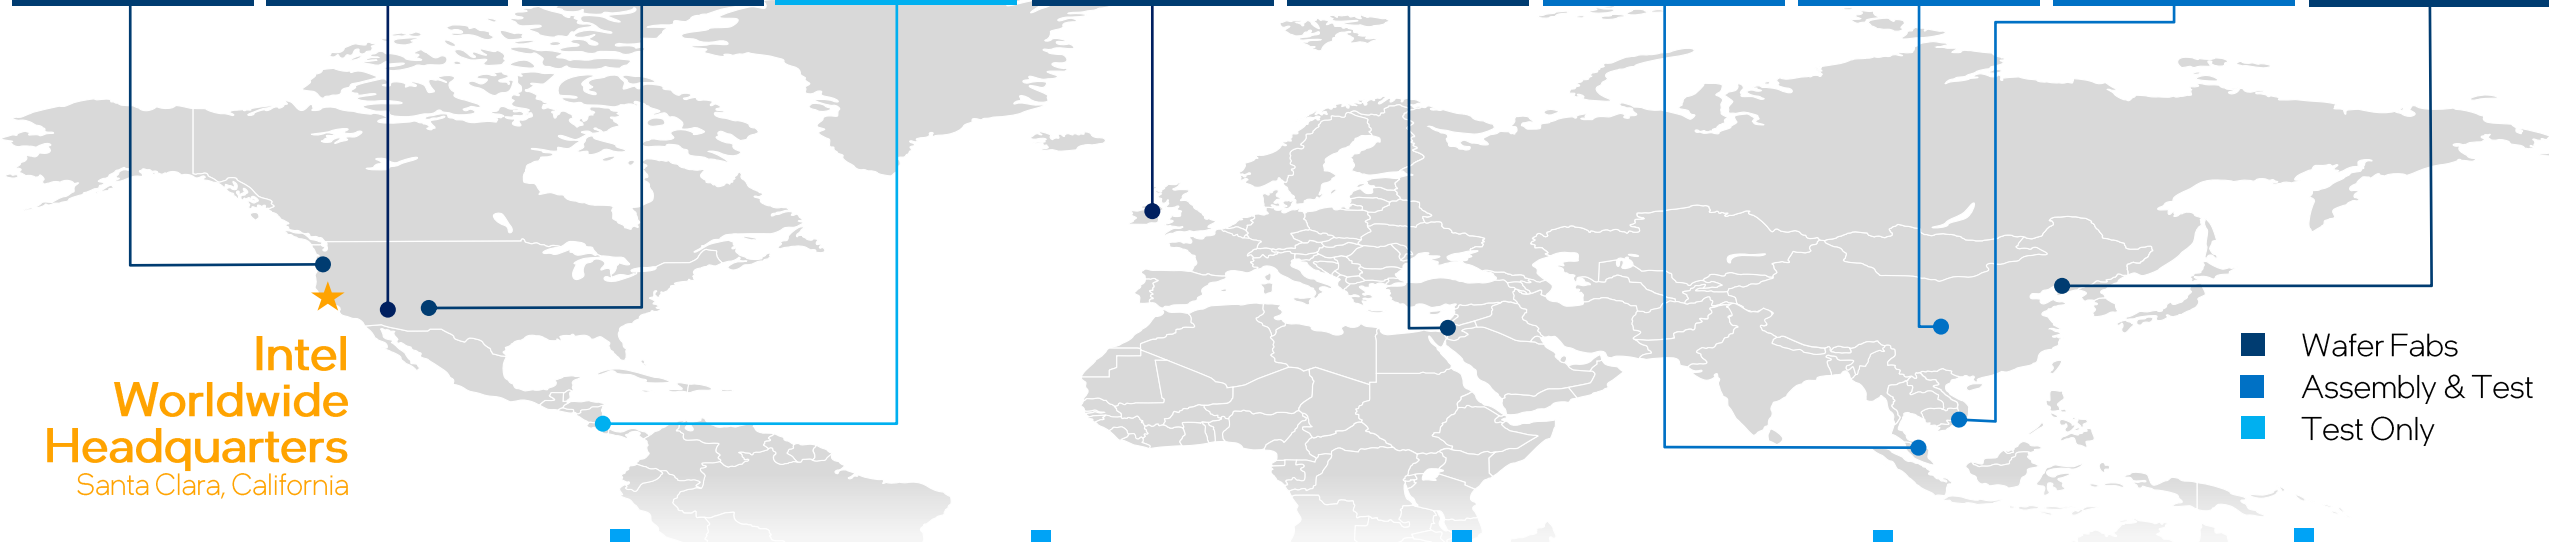 Intel
Worldwide
Headquarters
Santa Clara, California
Wafer Fabs
Assembly & Test
Test Only